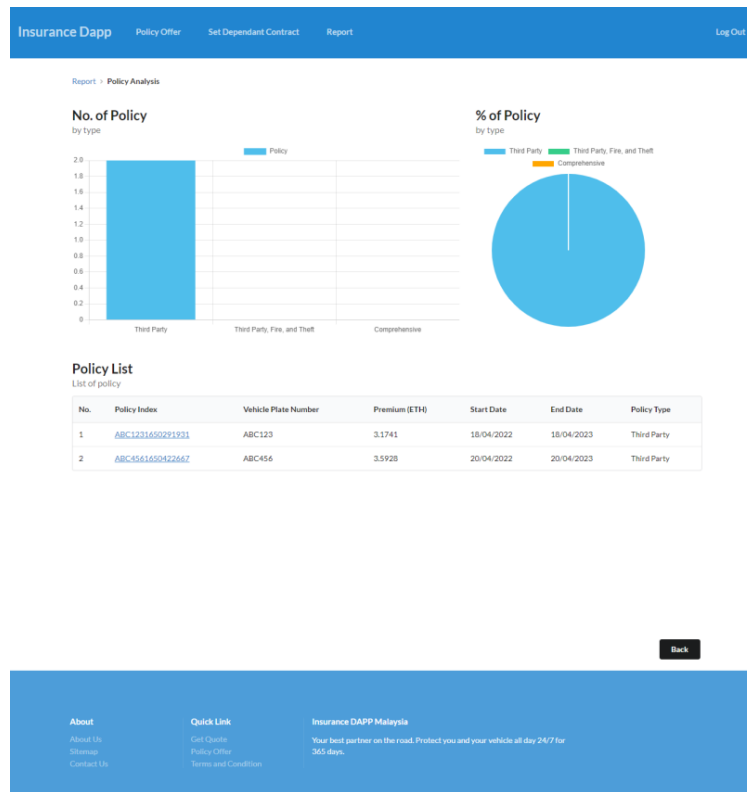 Insurance Dapp Policy Offer Set Dependant Contract Report Log Out
Report > Policy Analysis
No. of Policy
by type
Policy
2.0
1.8
1.6
1.4
1.2
1.0
0.8
0.6
0.4
0.2
0
Third Party Third Party, Fire, and Theft Comprehensive
% of Policy
by type
Third Party Third Party, Fire, and Theft
Comprehensive
Policy List
List of policy
No. Policy Index Vehicle Plate Number Premium (ETH) Start Date End Date Policy Type
1 ABC1231650291931 ABC123 3.1741 18/04/2022 18/04/2023 Third Party
2 ABC4561650422667 ABC456 3.5928 20/04/2022 20/04/2023 Third Party
Back
About
About Us
Sitemap
Contact Us
Quick Link
Get Quote
Policy Offer
Terms and Condition
Insurance DAPP Malaysia
Your best partner on the road. Protect you and your vehicle all day 24/7 for
365 days.